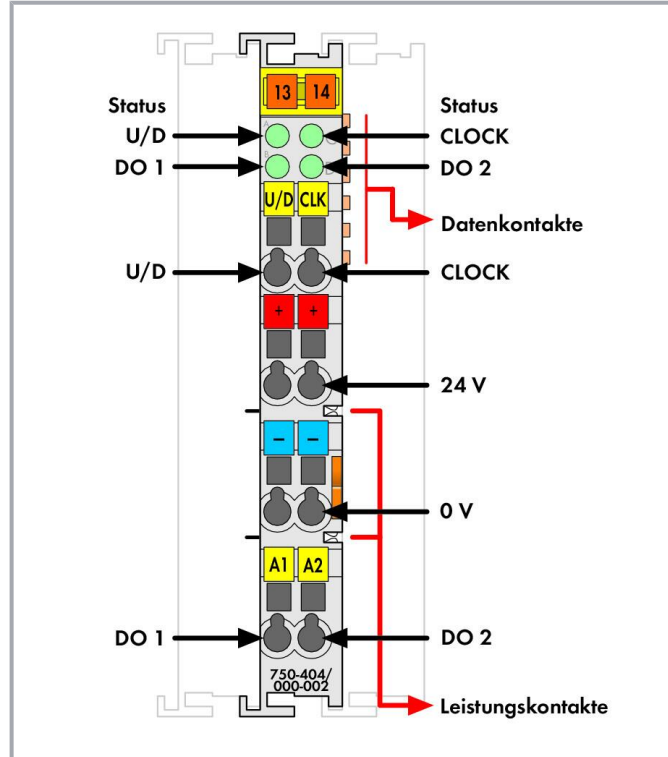 13 14
Status Status
U/D CLOCK
A C
DO 1 DO 2
B D
U/D CLK
Datenkontakte
U/D CLOCK
+ +
24 V
− −
0 V
A1 A2
DO 1 DO 2
750-404/
000-002
Leistungskontakte